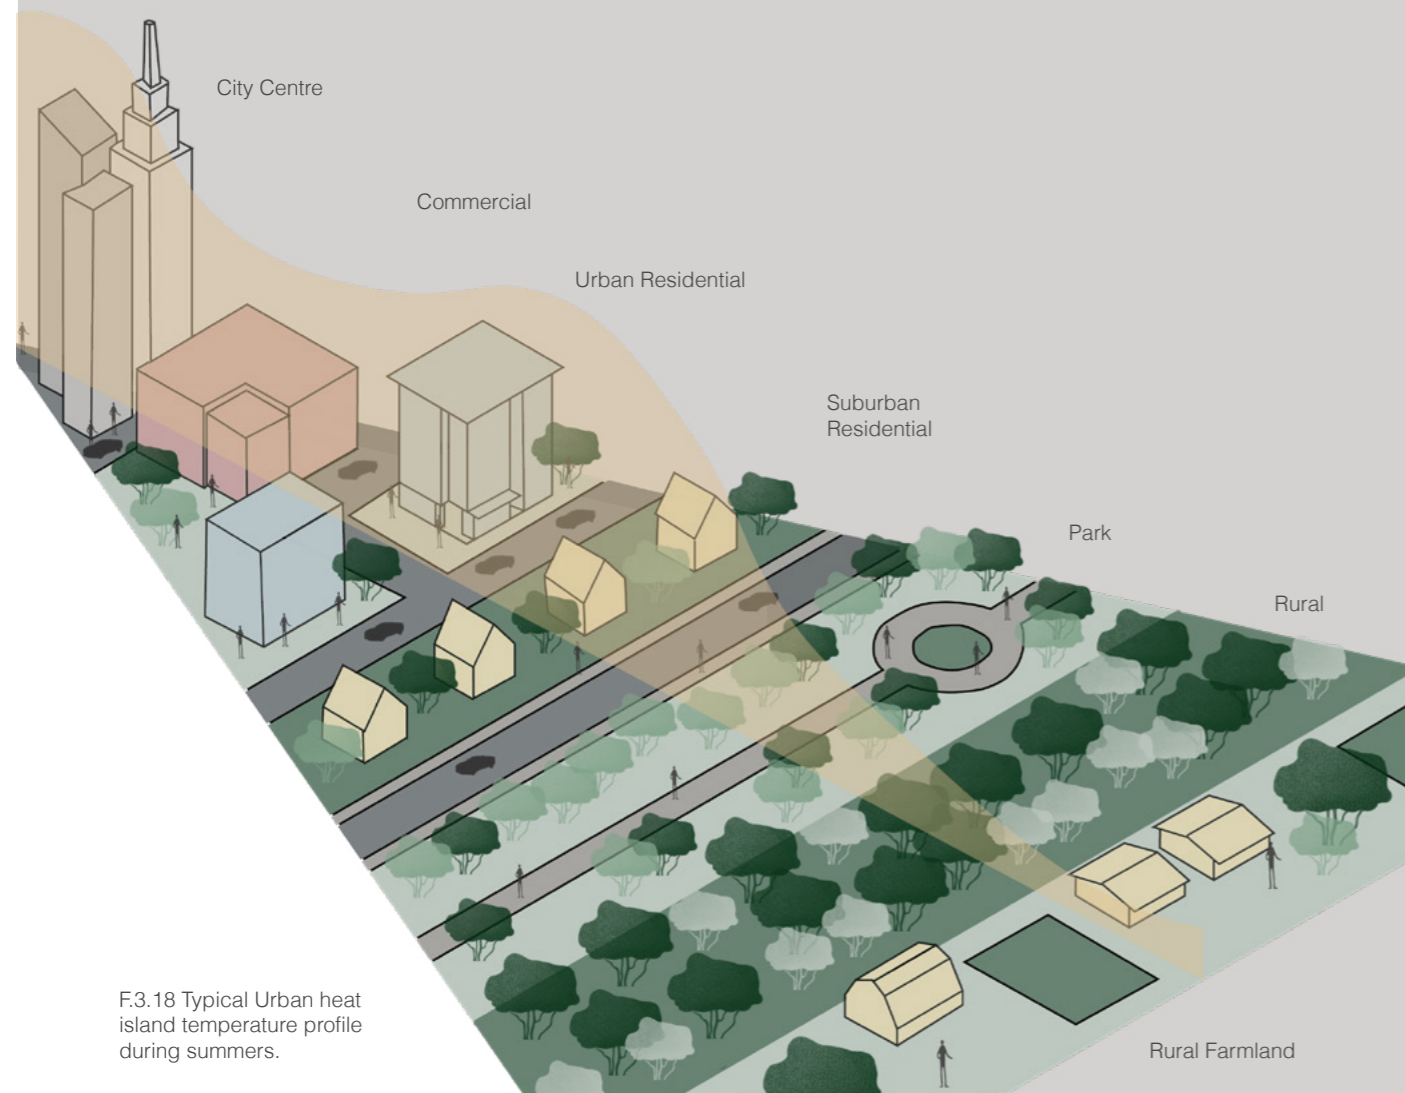 City Centre
Commercial
Urban Residential
Suburban
Residential
Park
Rural
F.3.18 Typical Urban heat
island temperature profile
during summers.
Rural Farmland